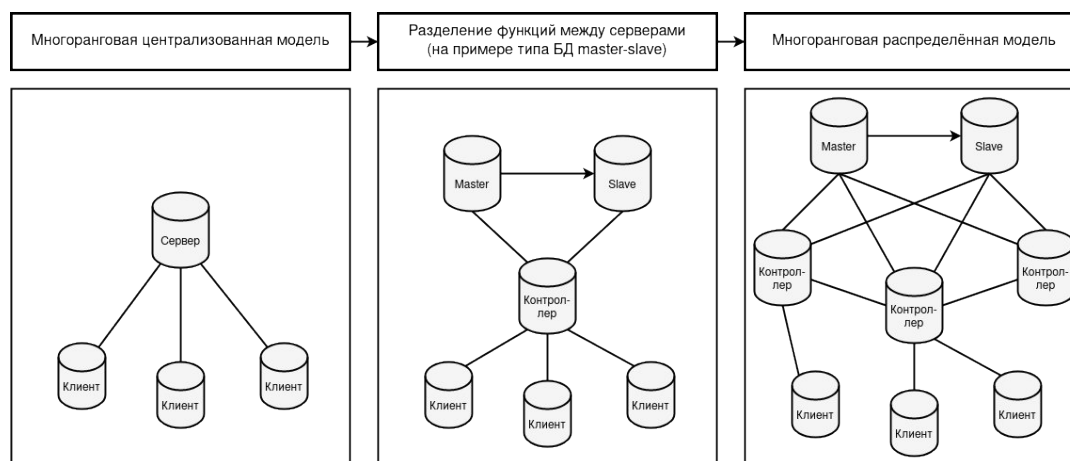 Многоранговая централизованная модель
Разделение функций между серверами
(на примере типа БД master-slave)
Многоранговая распределённая модель
Сервер
Клиент
Клиент
Клиент
Master
Slave
Контрол-
лер
Клиент
Клиент
Клиент
Master
Slave
Контрол-
лер
Контрол-
лер
Контрол-
лер
Клиент
Клиент
Клиент